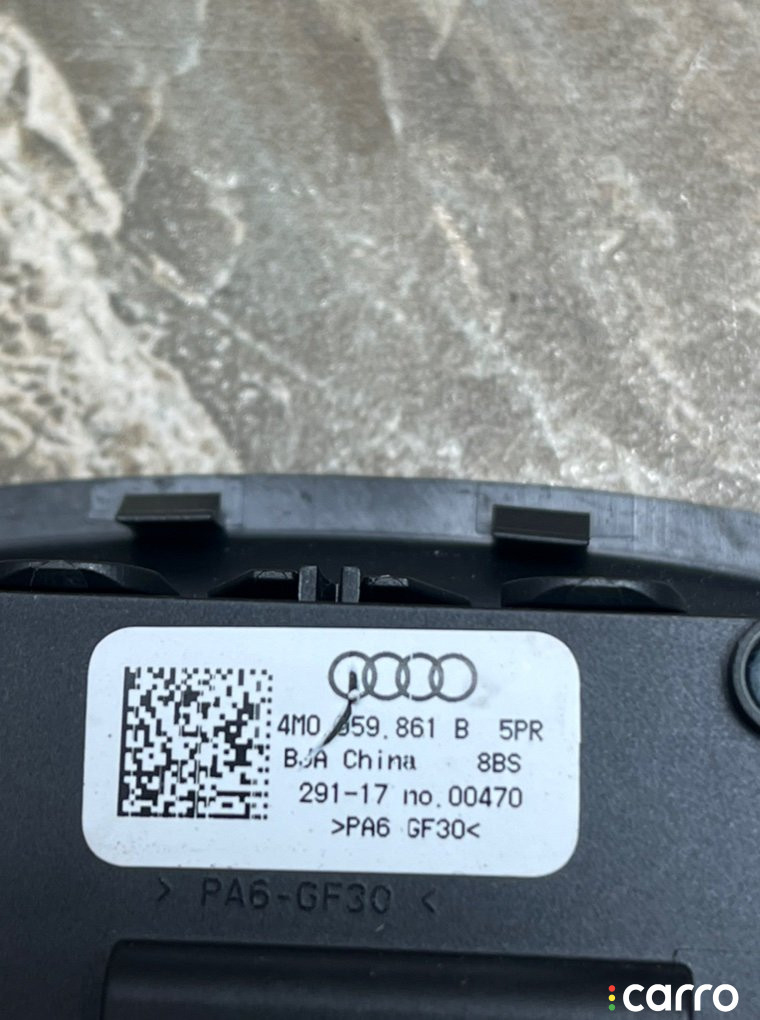 4M0 959.861 B 5PR
China 8BS
291-17 no.00470
>PA6 GF30<
> PA6-GF30 <
carro